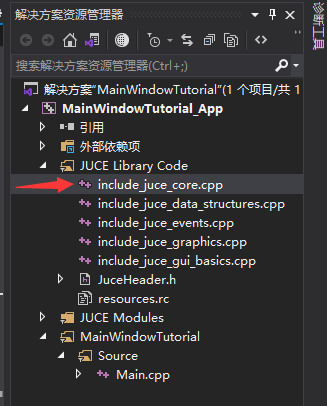 解决方案资源管理器
搜索解决方案资源管理器(Ctrl+;)
解决方案"MainWindowTutorial"(1 个项目/共 1
MainWindowTutorial_App
引用
外部依赖项
JUCE Library Code
include_juce_core.cpp
include_juce_data_structures.cpp
include_juce_events.cpp
include_juce_graphics.cpp
include_juce_gui_basics.cpp
JuceHeader.h
resources.rc
JUCE Modules
MainWindowTutorial
Source
Main.cpp
诊断工具